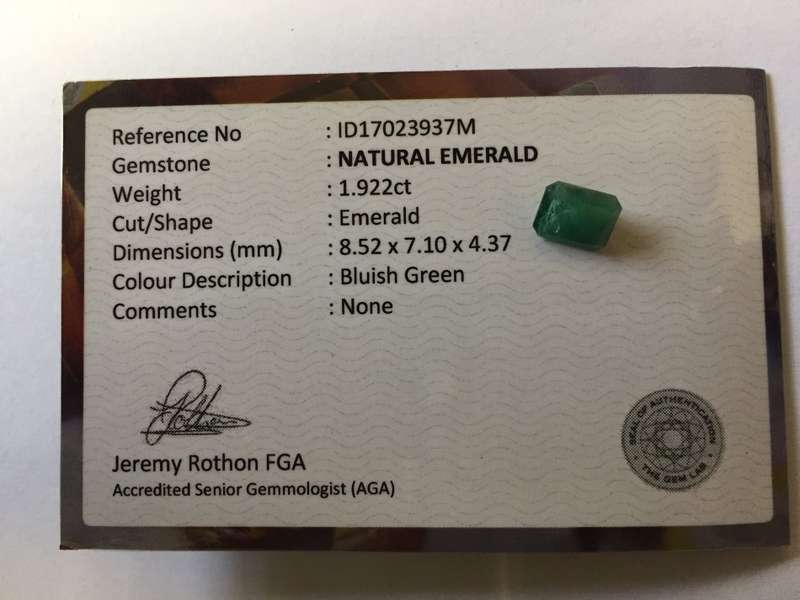 Reference No : ID17023937M
Gemstone : NATURAL EMERALD
Weight : 1.922ct
Cut/Shape : Emerald
Dimensions (mm) : 8.52 x 7.10 x 4.37
Colour Description : Bluish Green
Comments : None
Jeremy Rothon FGA
Accredited Senior Gemmologist (AGA)
SEAL OF AUTHENTICATION
THE GEM LAB